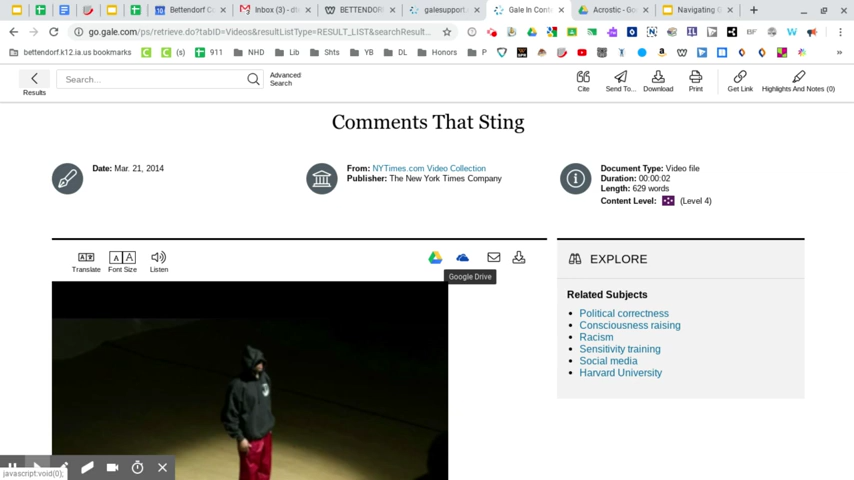 Bettendorf C
Inbox (3) - dt
BETTENDOR
galesupport.
Gale In Cont
Acrostic - Go
Navigating G
go.gale.com/ps/retrieve.do?tabID=Videos&resultListType=RESULT_LIST&searchResult...
bettendorf.k12.ia.us bookmarks
(s)
911
NHD
Lib
Shts
YB
DL
Honors
P
Results
Search...
Advanced
Search
Cite
Send To...
Download
Print
Get Link
Highlights And Notes (0)
Comments That Sting
Date: Mar. 21, 2014
From: NYTimes.com Video Collection
Publisher: The New York Times Company
Document Type: Video file
Duration: 00:00:02
Length: 629 words
Content Level: (Level 4)
Translate
Font Size
Listen
Google Drive
EXPLORE
Related Subjects
Political correctness
Consciousness raising
Racism
Sensitivity training
Social media
Harvard University
javascript:void(0);